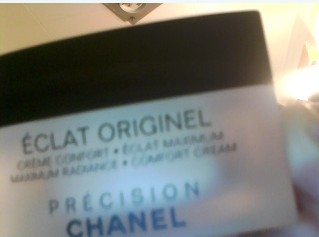 ÉCLAT ORIGINEL
CRÈME CONFORT • ÉCLAT MAXIMUM
MAXIMUM RADIANCE • COMFORT CREAM
PRÉCISION
CHANEL